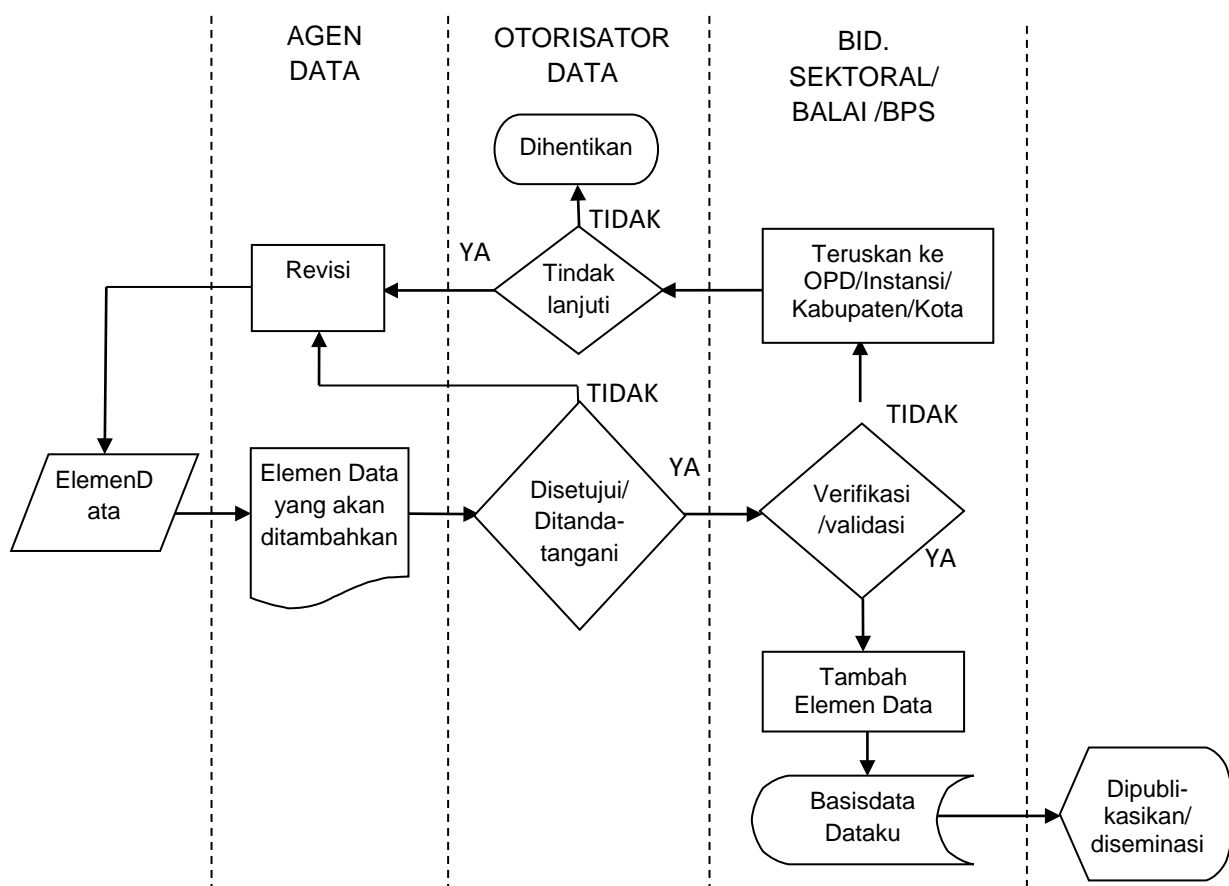 AGEN
DATA
OTORISATOR
DATA
BID.
SEKTORAL/
BALAI /BPS
Dihentikan
TIDAK
YA
Revisi
Tindak
lanjuti
Teruskan ke
OPD/Instansi/
Kabupaten/Kota
TIDAK
TIDAK
ElemenD
ata
Elemen Data
yang akan
ditambahkan
Disetujui/
Ditanda-
tangani
YA
Verifikasi
/validasi
YA
Tambah
Elemen Data
Basisdata
Dataku
Dipubli-
kasikan/
diseminasi